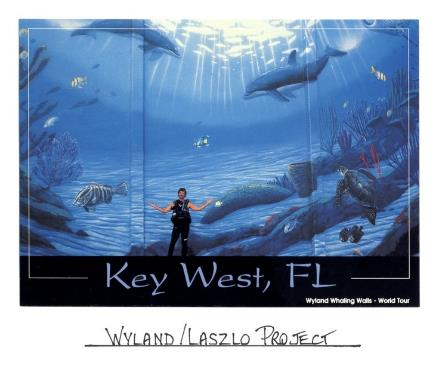 Key West, FL
Wyland Whaling Walls - World Tour
WYLAND/LASZLO PROJECT